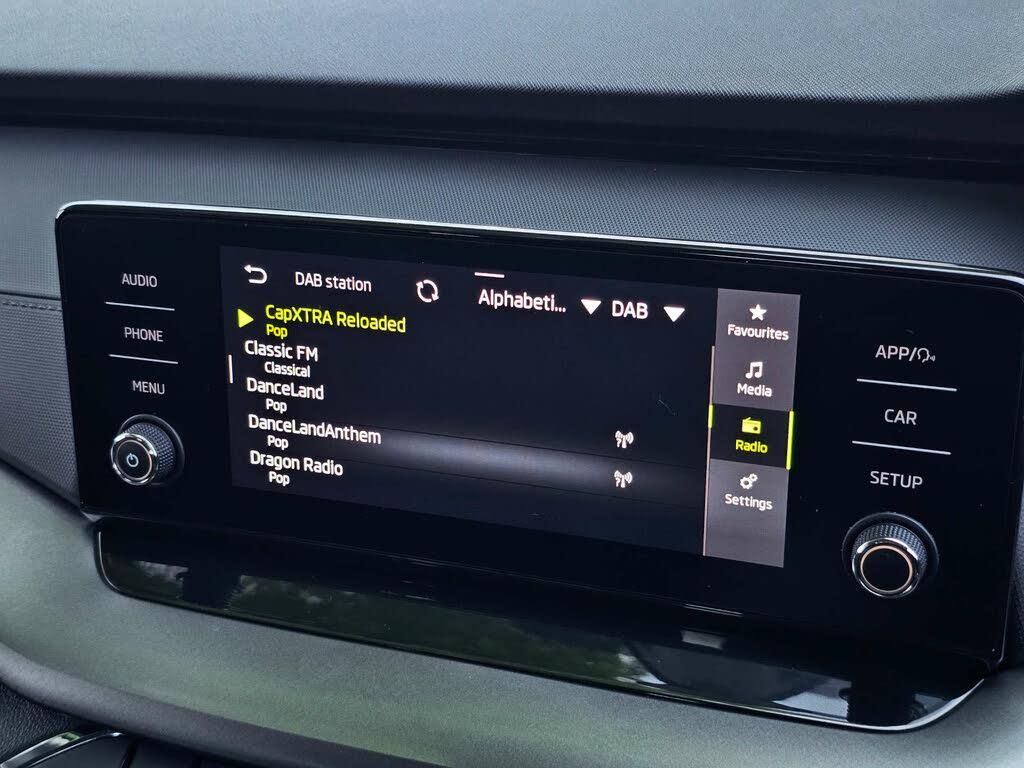 AUDIO
PHONE
MENU
DAB station
Alphabeti... DAB
CapXTRA Reloaded
Pop
Classic FM
Classical
DanceLand
Pop
DanceLandAnthem
Pop
Dragon Radio
Pop
Favourites
Media
Radio
Settings
APP/
CAR
SETUP